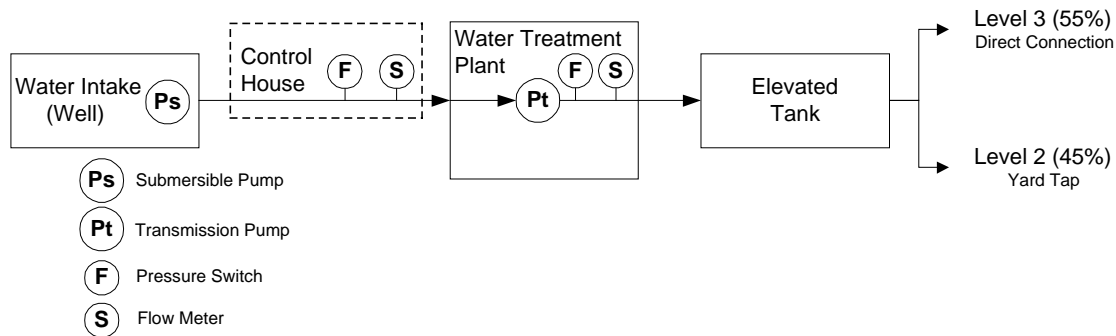 Water Intake
(Well)
Ps
Control
House
F
S
Water Treatment
Plant
Pt
F
S
Elevated
Tank
Level 3 (55%)
Direct Connection
Level 2 (45%)
Yard Tap
Ps Submersible Pump
Pt Transmission Pump
F Pressure Switch
S Flow Meter